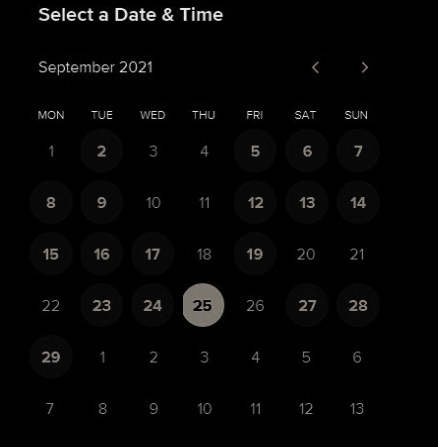 Select a Date & Time
September 2021
MON TUE WED THU FRI SAT SUN
1 2 3 4 5 6 7
8 9 10 11 12 13 14
15 16 17 18 19 20 21
22 23 24 25 26 27 28
29 1 2 3 4 5 6
7 8 9 10 11 12 13